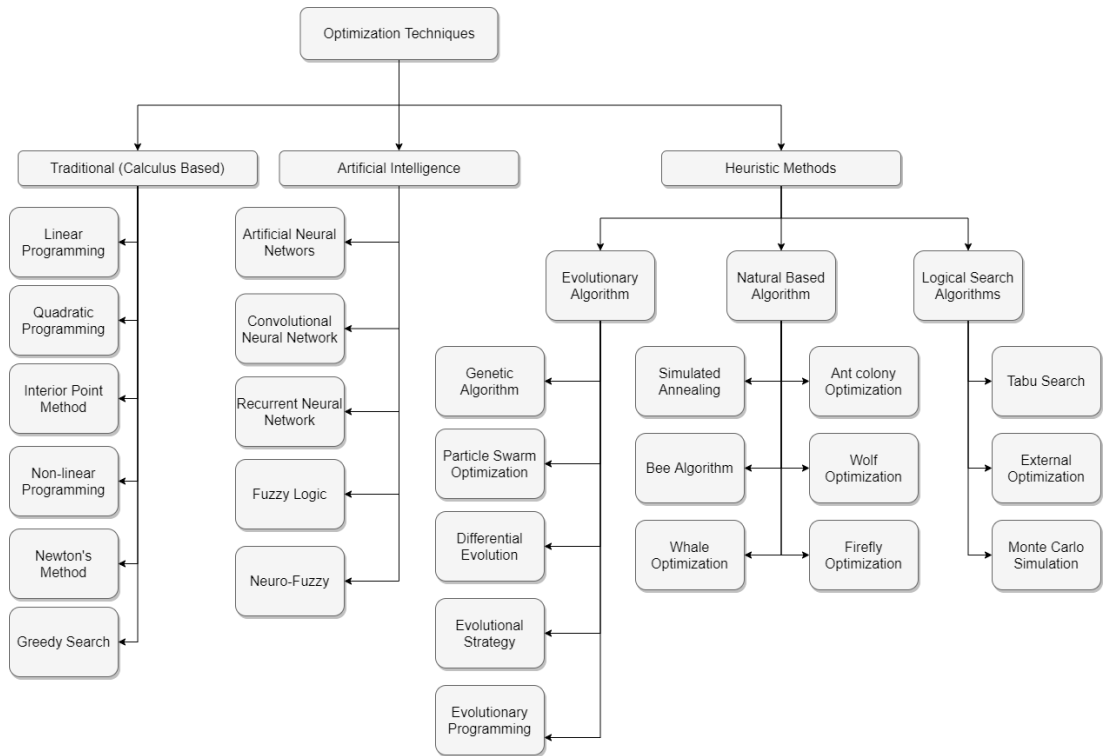 Optimization Techniques
Traditional (Calculus Based)
Artificial Intelligence
Heuristic Methods
Linear
Programming
Quadratic
Programming
Interior Point
Method
Non-linear
Programming
Newton's
Method
Greedy Search
Artificial Neural
Networs
Convolutional
Neural Network
Recurrent Neural
Network
Fuzzy Logic
Neuro-Fuzzy
Evolutionary
Algorithm
Natural Based
Algorithm
Logical Search
Algorithms
Genetic
Algorithm
Particle Swarm
Optimization
Differential
Evolution
Evolutional
Strategy
Evolutionary
Programming
Simulated
Annealing
Ant colony
Optimization
Bee Algorithm
Wolf
Optimization
Whale
Optimization
Firefly
Optimization
Tabu Search
External
Optimization
Monte Carlo
Simulation